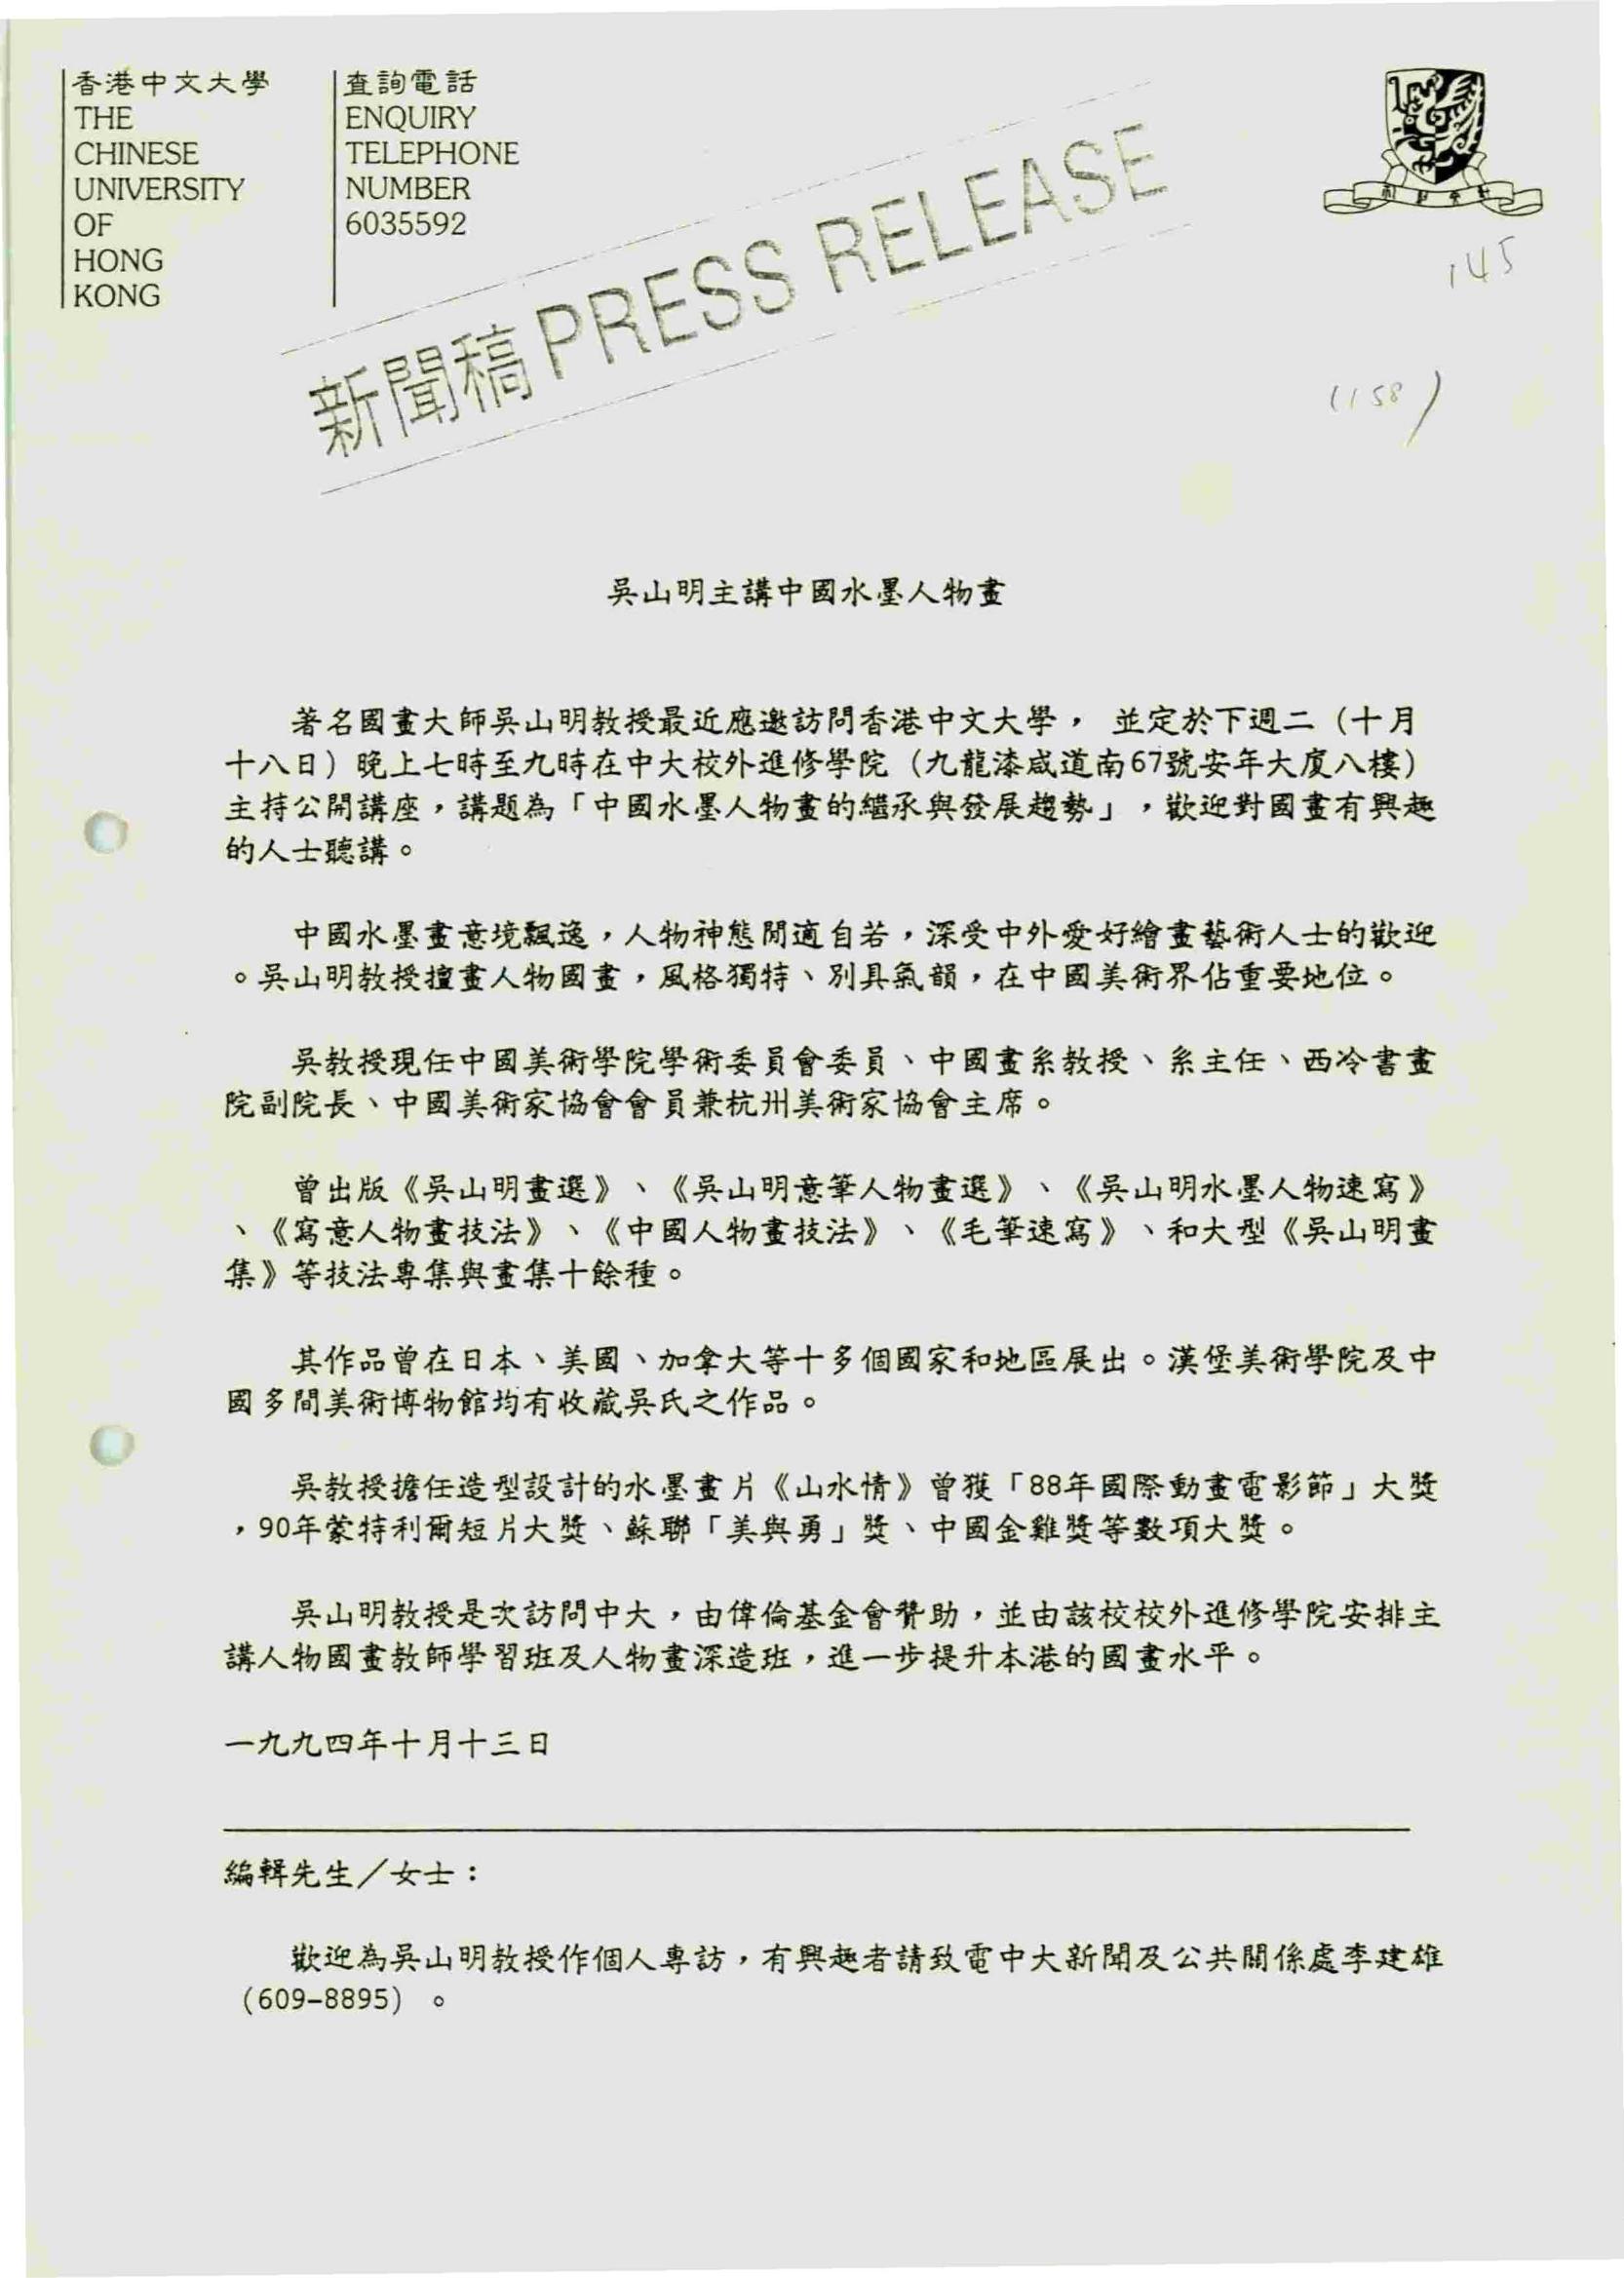 香港中文大學
THE
CHINESE
UNIVERSITY
OF
HONG
KONG
查詢電話
ENQUIRY
TELEPHONE
NUMBER
6035592
新聞稿 PRESS RELEASE
145
(158)
吳山明主講中國水墨人物畫
著名國畫大師吳山明教授最近應邀訪問香港中文大學， 並定於下週二（十月
十八日）晚上七時至九時在中大校外進修學院（九龍漆咸道南67號安年大廈八樓）
主持公開講座，講題為「中國水墨人物畫的繼承與發展趨勢」，歡迎對國畫有興趣
的人士聽講。
中國水墨畫意境飄逸，人物神態閒適自若，深受中外愛好繪畫藝術人士的歡迎
。吳山明教授擅畫人物國畫，風格獨特、別具氣韻，在中國美術界佔重要地位。
吳教授現任中國美術學院學術委員會委員、中國畫系教授、系主任、西冷書畫
院副院長、中國美術家協會會員兼杭州美術家協會主席。
曾出版《吳山明畫選》、《吳山明意筆人物畫選》、《吳山明水墨人物速寫》
、《寫意人物畫技法》、《中國人物畫技法》、《毛筆速寫》、和大型《吳山明畫
集》等技法專集與畫集十餘種。
其作品曾在日本、美國、加拿大等十多個國家和地區展出。漢堡美術學院及中
國多間美術博物館均有收藏吳氏之作品。
吳教授擔任造型設計的水墨畫片《山水情》曾獲「88年國際動畫電影節」大獎
，90年蒙特利爾短片大獎、蘇聯「美與勇」獎、中國金雞獎等數項大獎。
吳山明教授是次訪問中大，由偉倫基金會贊助，並由該校校外進修學院安排主
講人物國畫教師學習班及人物畫深造班，進一步提升本港的國畫水平。
一九九四年十月十三日
編輯先生／女士：
歡迎為吳山明教授作個人專訪，有興趣者請致電中大新聞及公共關係處李建雄
（609-8895）。